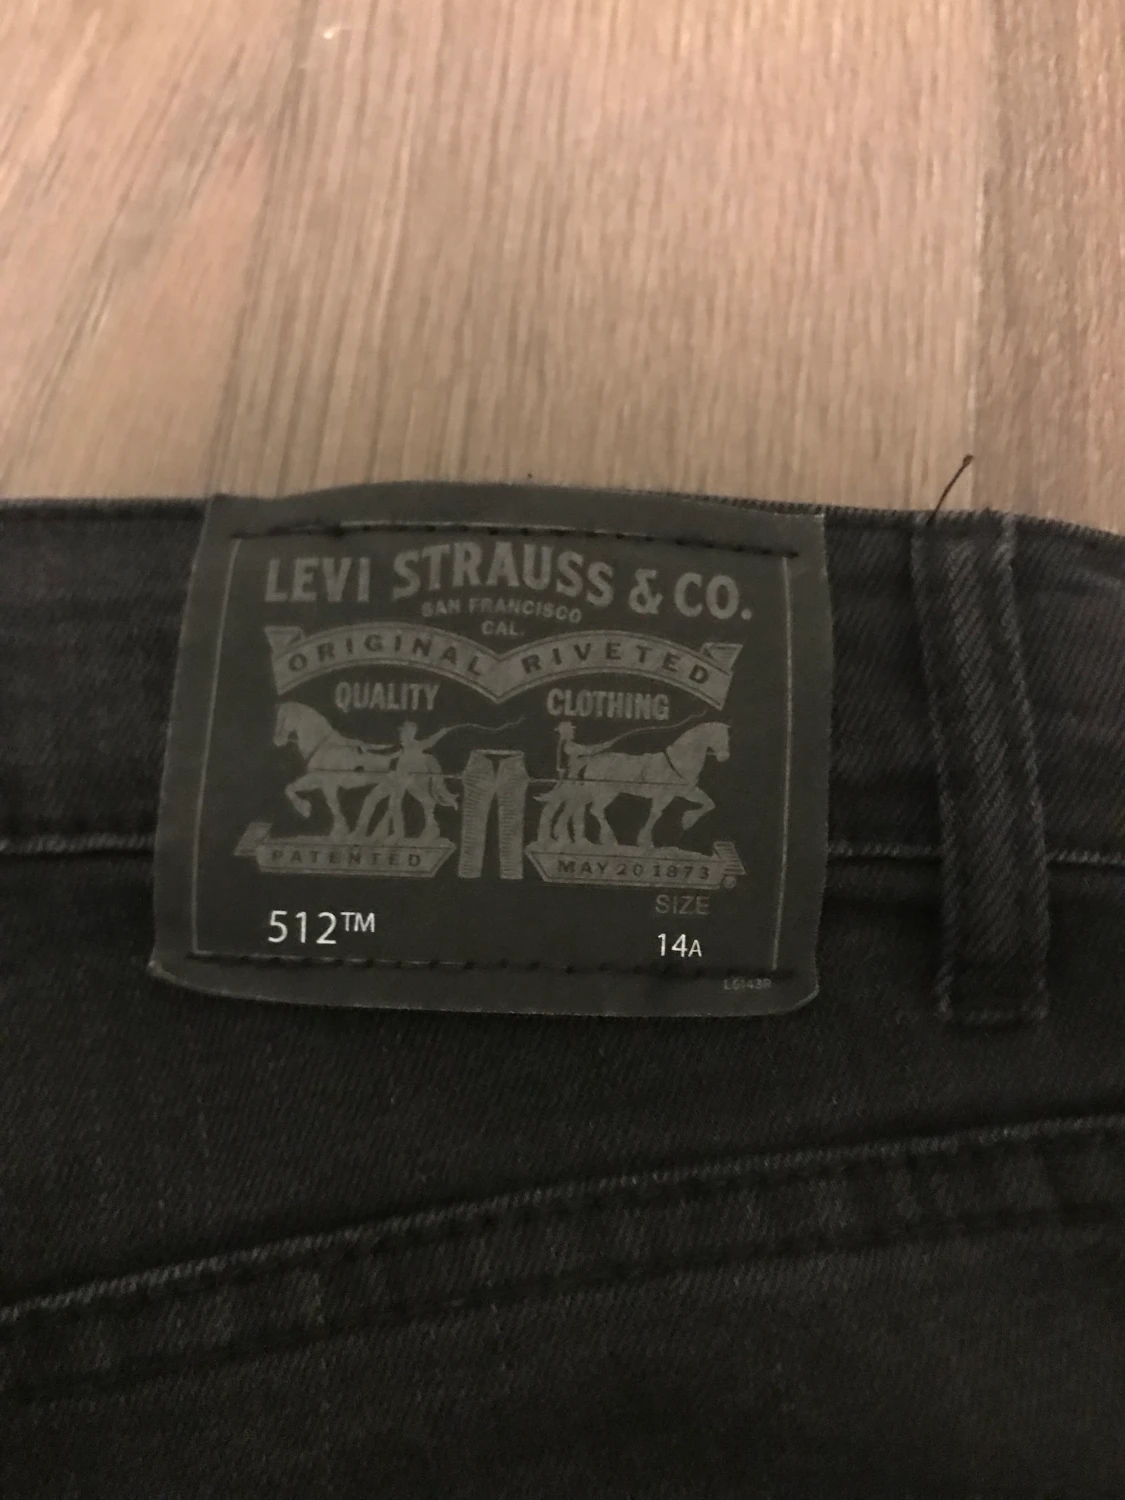 LEVI STRAUSS & CO.
SAN FRANCISCO
CAL.
ORIGINAL RIVETED
QUALITY CLOTHING
PATENTED MAY 20 1873
SIZE
512™ 14A